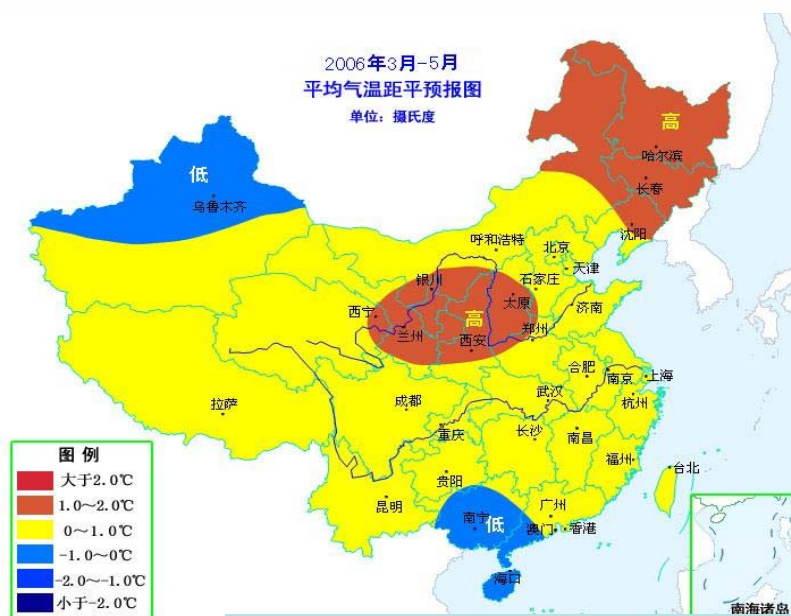 2006年3月-5月
平均气温距平预报图
单位：摄氏度
高
哈尔滨
长春
沈阳
低
乌鲁木齐
呼和浩特
北京
天津
银川
石家庄
太原
济南
西宁
高
兰州
西安
郑州
合肥
南京
上海
武汉
杭州
成都
拉萨
重庆
长沙
南昌
福州
贵阳
台北
昆明
广州
南宁
低
澳门
香港
海口
南海诸岛
图 例
大于2.0℃
1.0～2.0℃
0～1.0℃
-1.0～0℃
-2.0～-1.0℃
小于-2.0℃